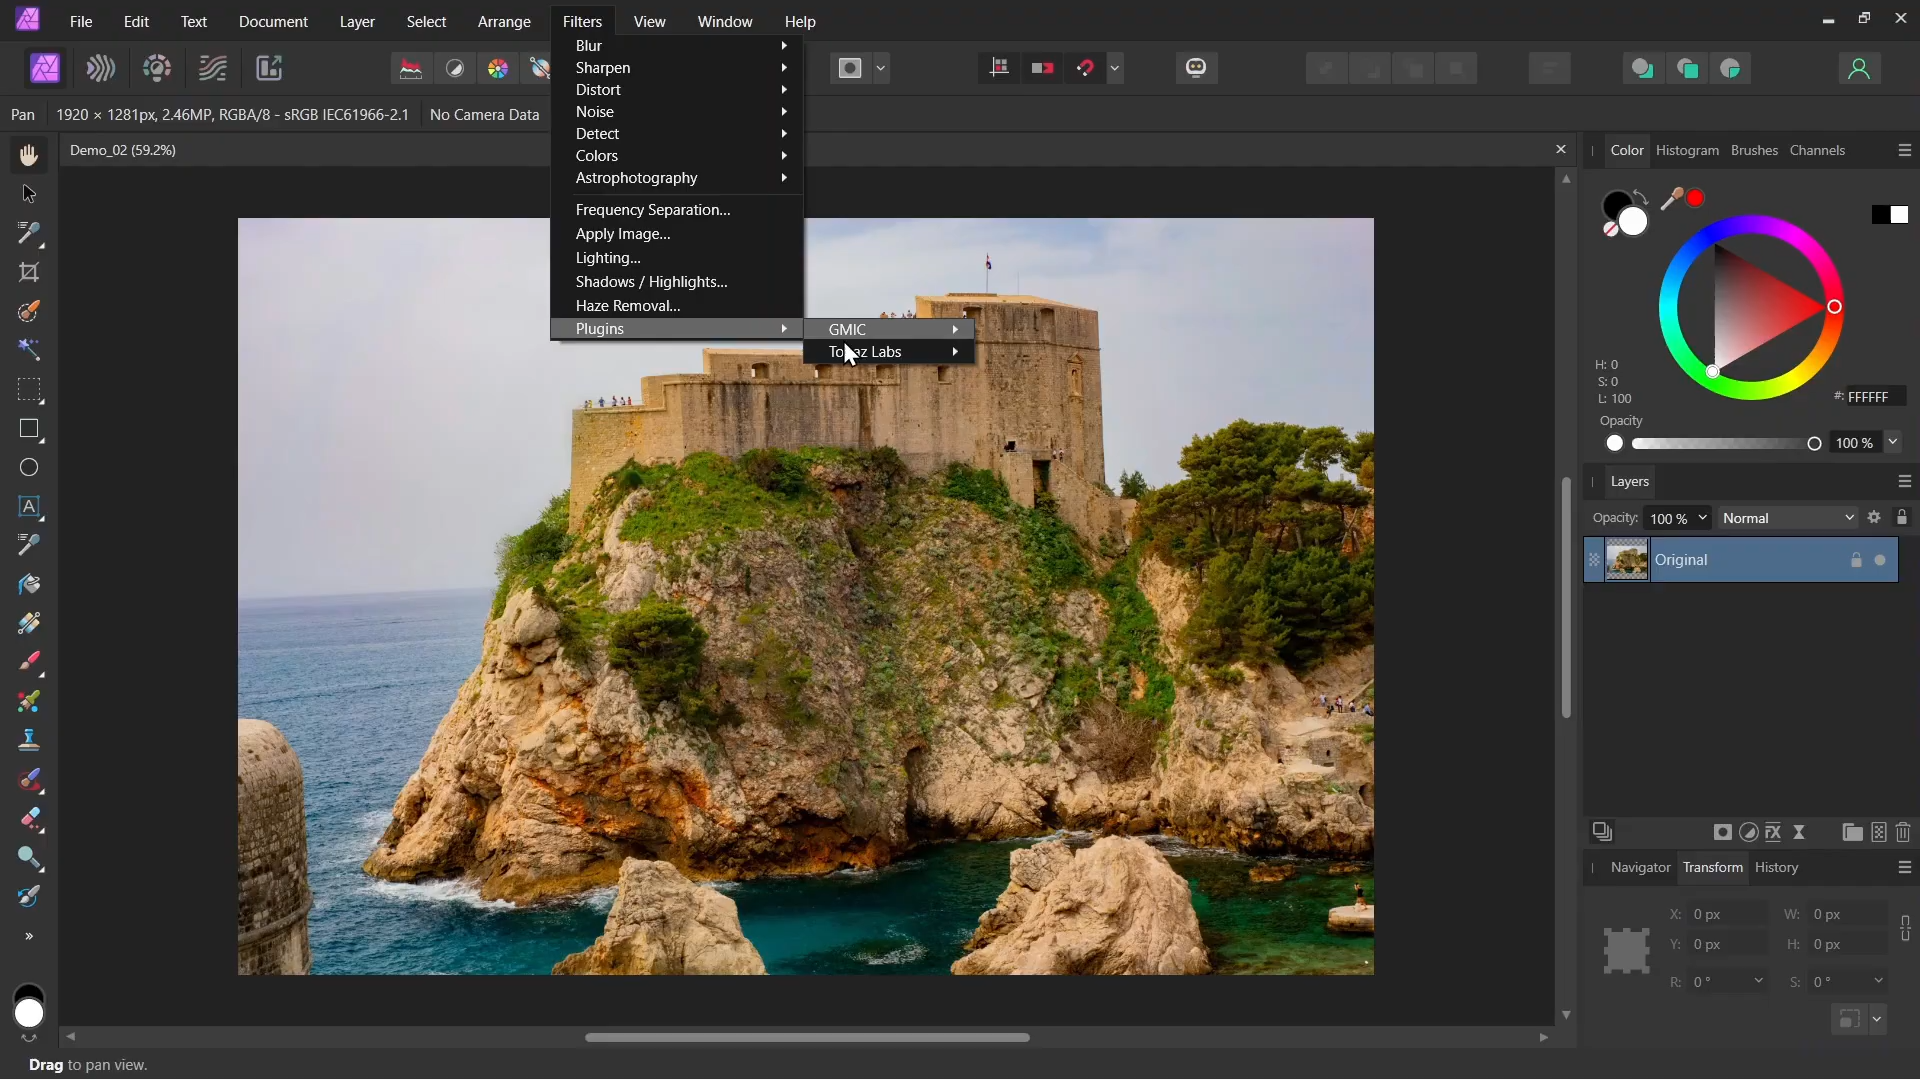 File Edit Text Document Layer Select Arrange Filters View Window Help
Pan 1920 × 1281px, 2.46MP, RGBA/8 - sRGB IEC61966-2.1 No Camera Data
Demo_02 (59.2%)
Blur
Sharpen
Distort
Noise
Detect
Colors
Astrophotography
Frequency Separation...
Apply Image...
Lighting...
Shadows / Highlights...
Haze Removal...
Plugins
GMIC
Labs
Color Histogram Brushes Channels
H: 0
S: 0
L: 100
#: FFFFFF
Opacity
100 %
Layers
Opacity: 100 % Normal
Original
Navigator Transform History
X: 0 px W: 0 px
Y: 0 px H: 0 px
R: 0 ° S: 0 °
A
Drag to pan view.